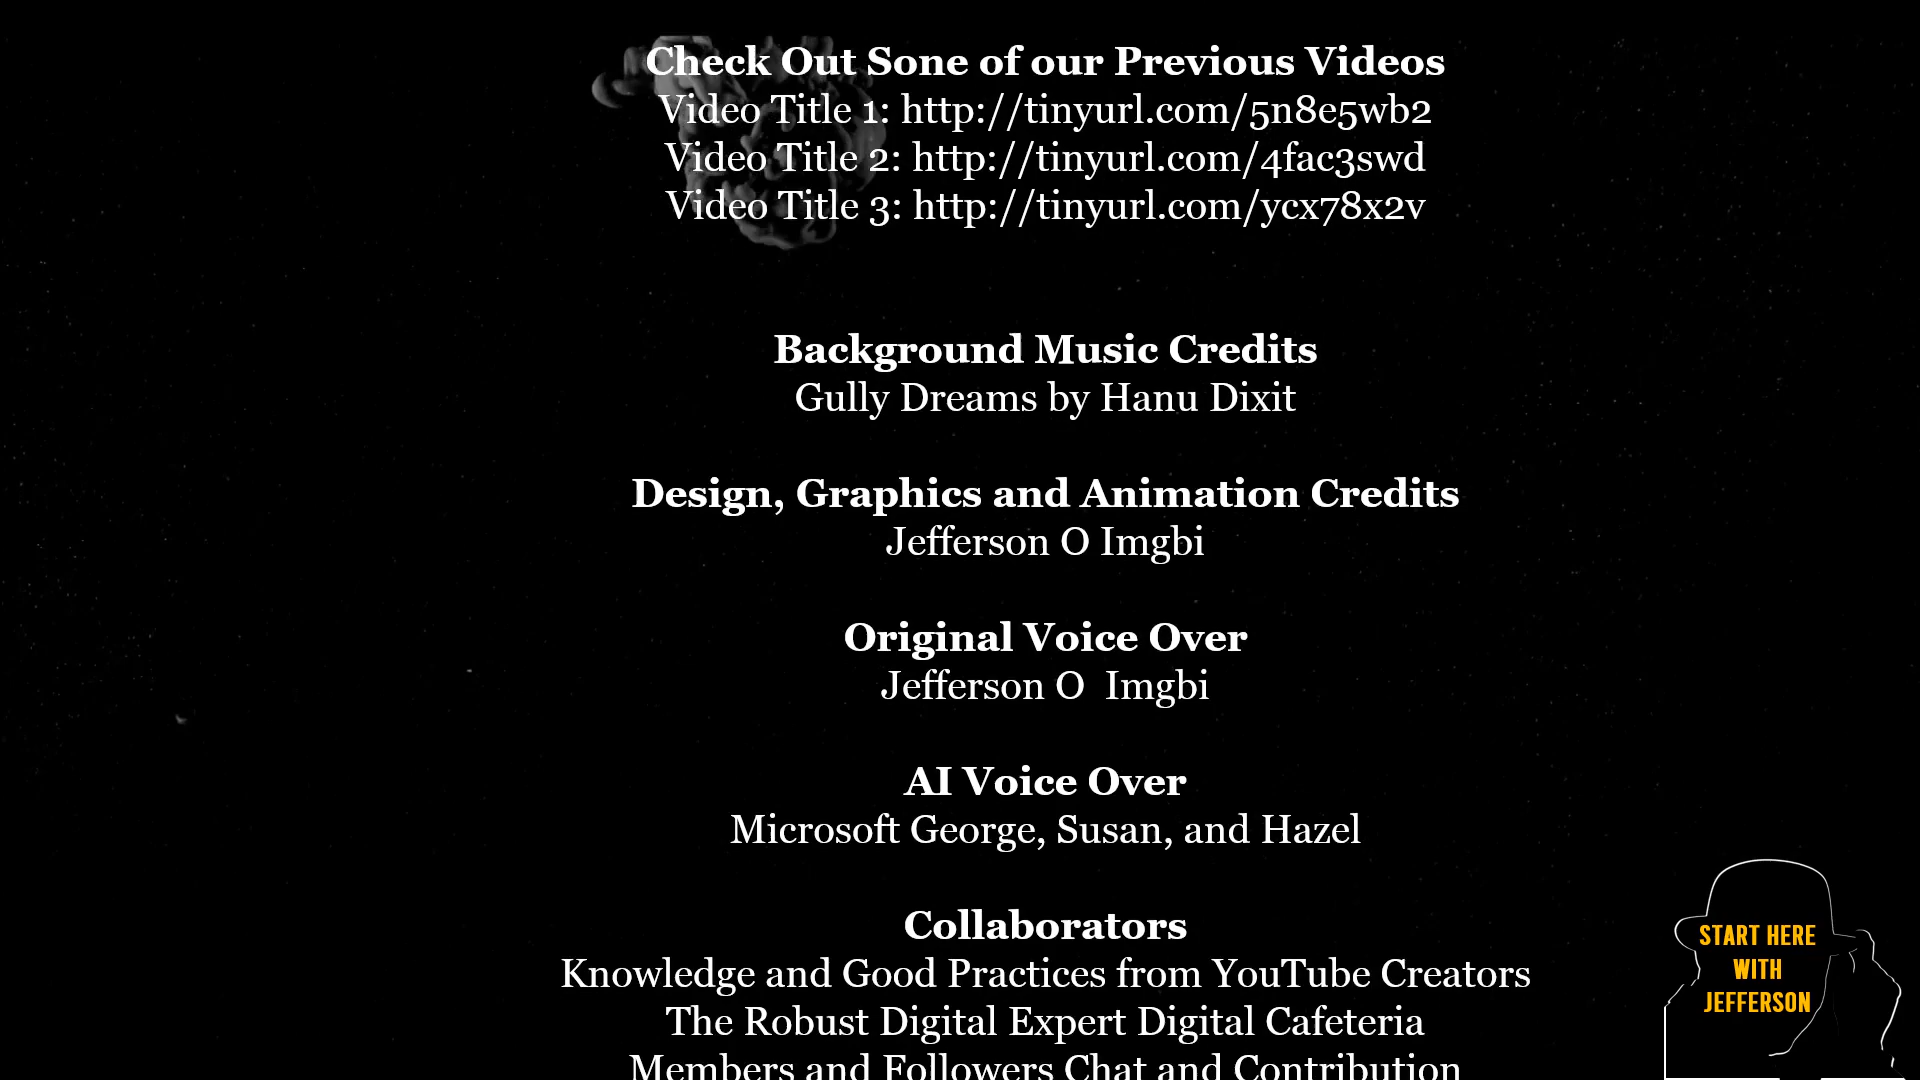 Check Out Sone of our Previous Videos
Video Title 1: http://tinyurl.com/5n8e5wb2
Video Title 2: http://tinyurl.com/4fac3swd
Video Title 3: http://tinyurl.com/ycx78x2v
Background Music Credits
Gully Dreams by Hanu Dixit
Design, Graphics and Animation Credits
Jefferson O Imgbi
Original Voice Over
Jefferson O  Imgbi
AI Voice Over
Microsoft George, Susan, and Hazel
Collaborators
Knowledge and Good Practices from YouTube Creators
The Robust Digital Expert Digital Cafeteria
Members and Followers Chat and Contribution
START HERE
WITH
JEFFERSON